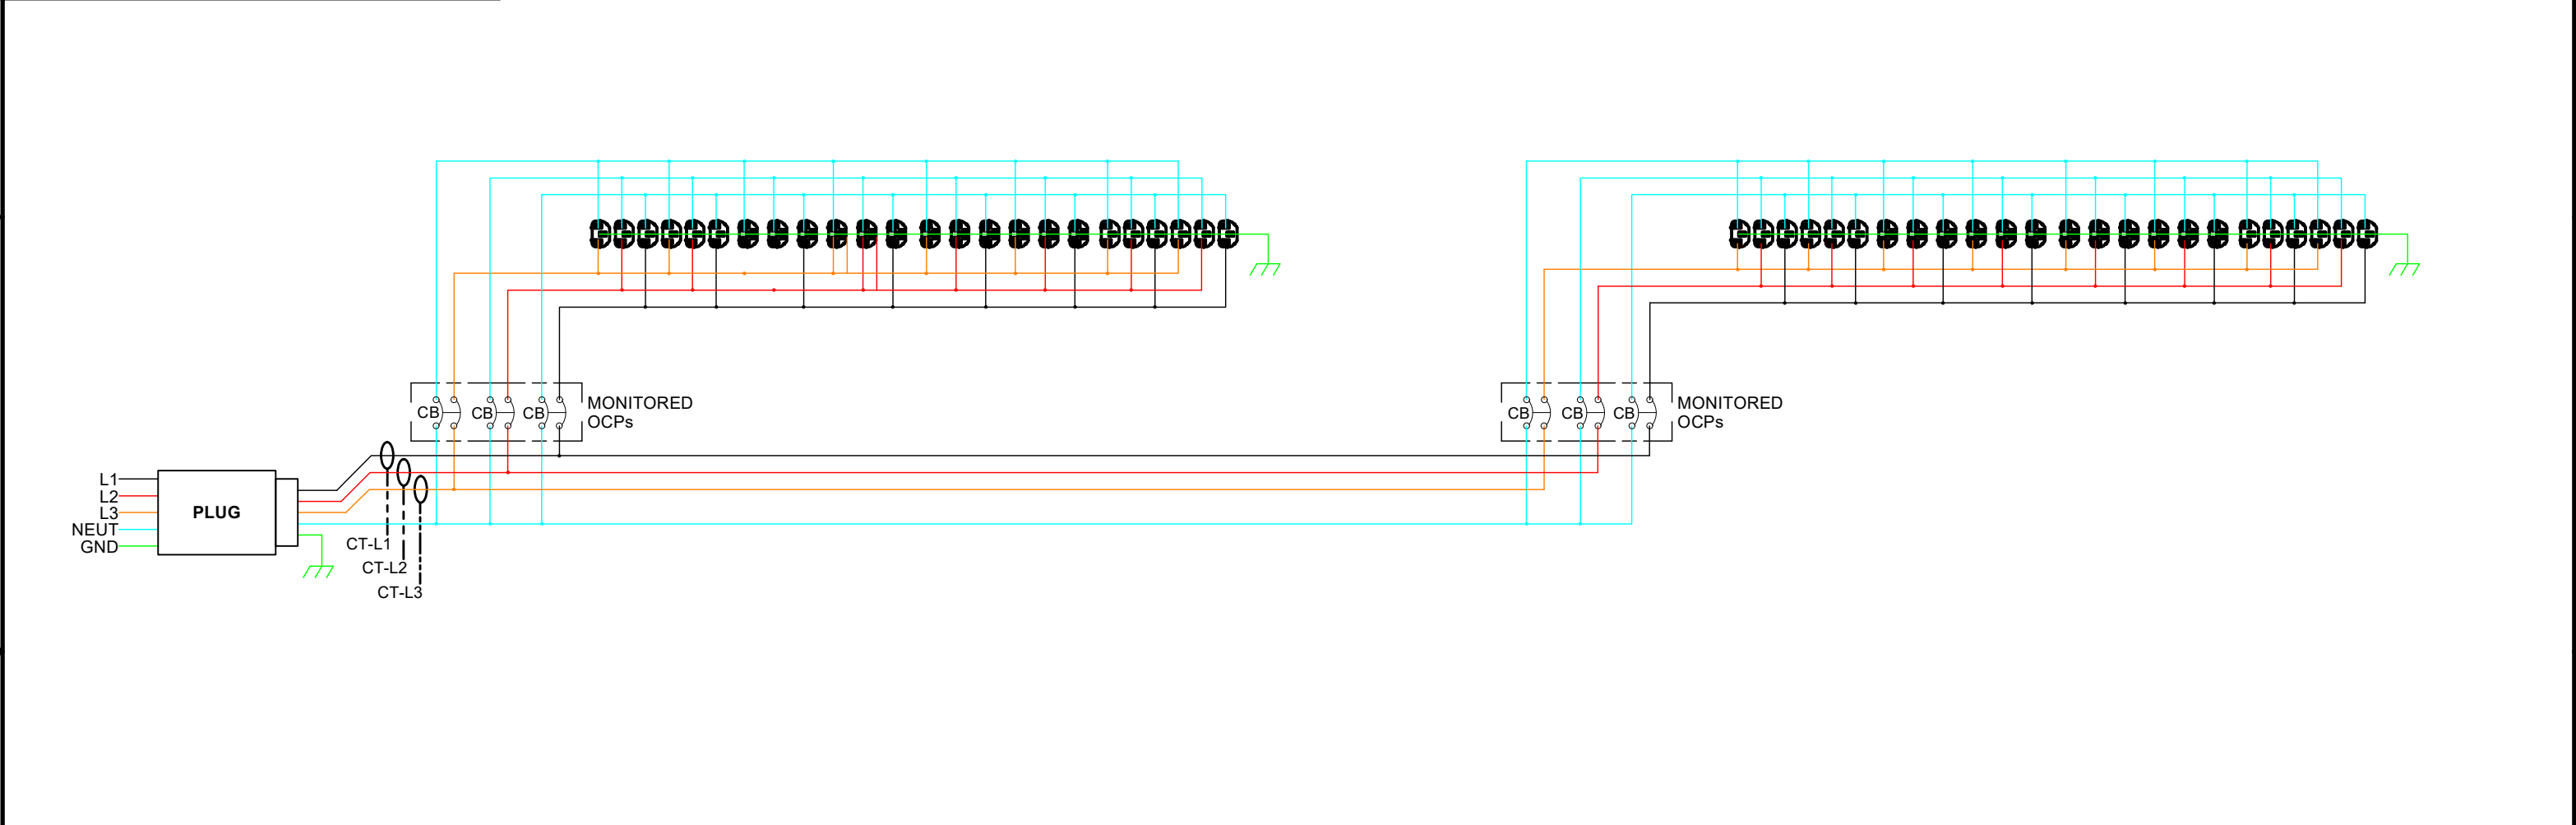 MONITORED
OCPs
CB
CB
CB
MONITORED
OCPs
CB
CB
CB
L1
L2
L3
NEUT
GND
PLUG
CT-L1
CT-L2
CT-L3